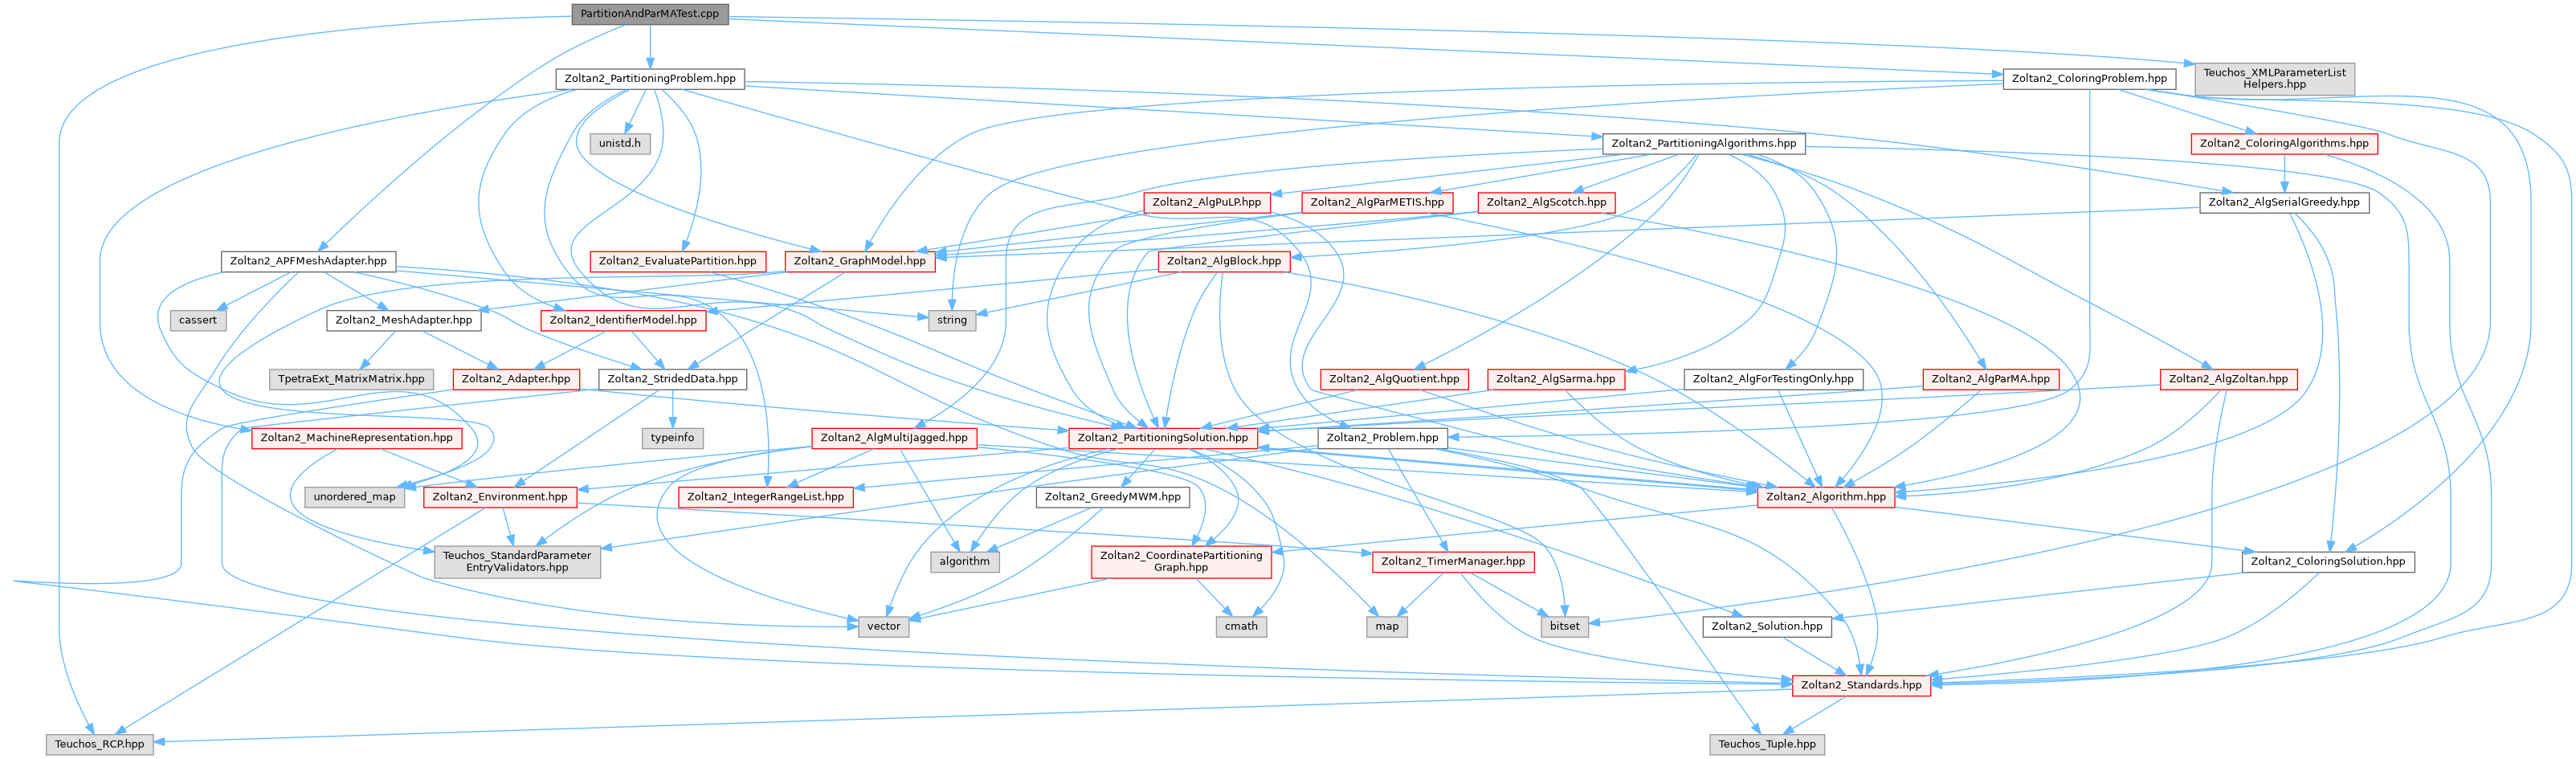 PartitionAndParMATest.cpp
Zoltan2_PartitioningProblem.hpp
Zoltan2_ColoringProblem.hpp
Teuchos_XMLParameterList
Helpers.hpp
unistd.h
Zoltan2_PartitioningAlgorithms.hpp
Zoltan2_ColoringAlgorithms.hpp
Zoltan2_AlgPuLP.hpp
Zoltan2_AlgParMETIS.hpp
Zoltan2_AlgScotch.hpp
Zoltan2_AlgSerialGreedy.hpp
Zoltan2_APFMeshAdapter.hpp
Zoltan2_EvaluatePartition.hpp
Zoltan2_GraphModel.hpp
Zoltan2_AlgBlock.hpp
cassert
Zoltan2_MeshAdapter.hpp
Zoltan2_IdentifierModel.hpp
string
TpetraExt_MatrixMatrix.hpp
Zoltan2_Adapter.hpp
Zoltan2_StridedData.hpp
Zoltan2_AlgQuotient.hpp
Zoltan2_AlgSarma.hpp
Zoltan2_AlgForTestingOnly.hpp
Zoltan2_AlgParMA.hpp
Zoltan2_AlgZoltan.hpp
Zoltan2_MachineRepresentation.hpp
typeinfo
Zoltan2_AlgMultiJagged.hpp
Zoltan2_PartitioningSolution.hpp
Zoltan2_Problem.hpp
unordered_map
Zoltan2_Environment.hpp
Zoltan2_IntegerRangeList.hpp
Zoltan2_GreedyMWM.hpp
Zoltan2_Algorithm.hpp
Teuchos_StandardParameter
EntryValidators.hpp
algorithm
Zoltan2_CoordinatePartitioning
Graph.hpp
Zoltan2_TimerManager.hpp
Zoltan2_ColoringSolution.hpp
vector
cmath
map
bitset
Zoltan2_Solution.hpp
Zoltan2_Standards.hpp
Teuchos_RCP.hpp
Teuchos_Tuple.hpp